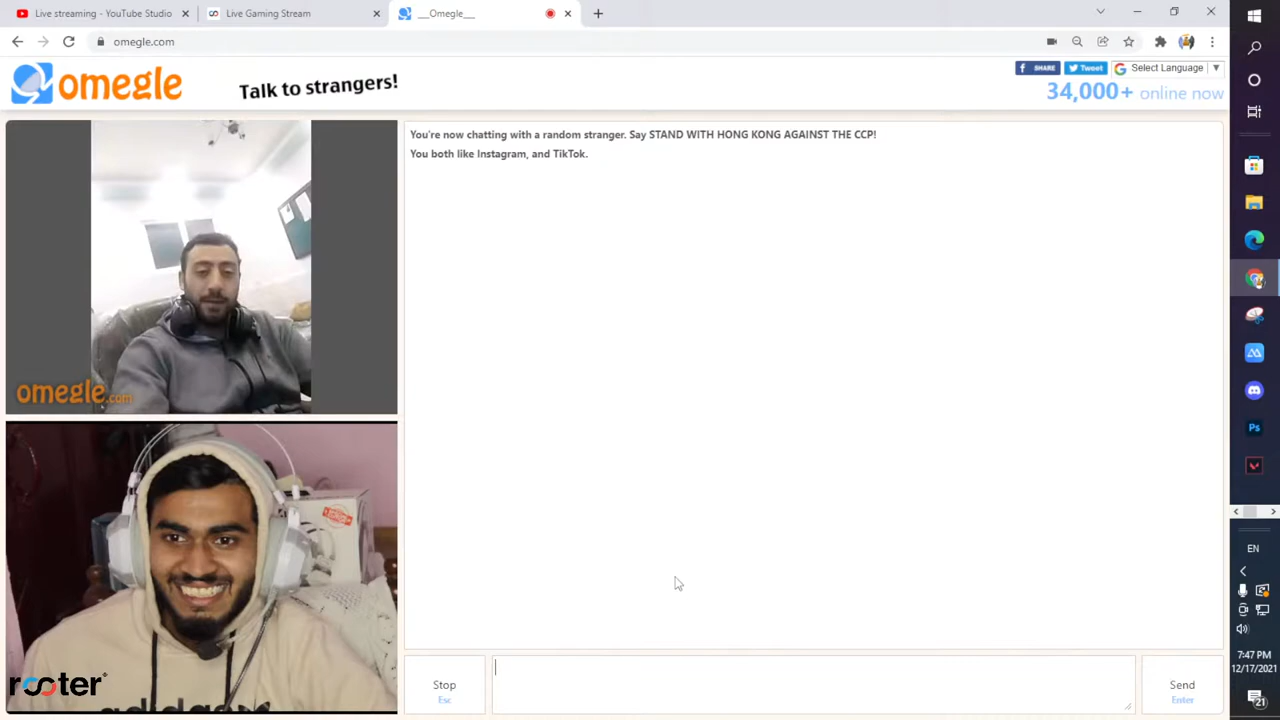 Live streaming - YouTube Studio
Live Gaming Stream
__Omegle__
omegle.com
omegle
Talk to strangers!
SHARE
Tweet
G Select Language ▼
34,000+ online now
You're now chatting with a random stranger. Say STAND WITH HONG KONG AGAINST THE CCP!
You both like Instagram, and TikTok.
omegle.com
rooter
adidas
Stop
Esc
Send
Enter
Ps
EN
7:47 PM
12/17/2021
21